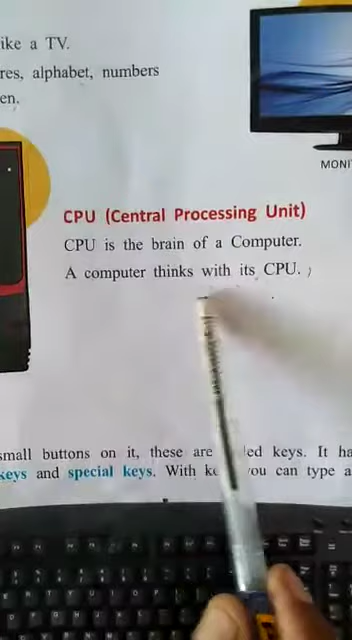 ike a TV.
res, alphabet, numbers
en.
MONI
CPU (Central Processing Unit)
CPU is the brain of a Computer.
A computer thinks with its CPU.
small buttons on it, these are led keys. It ha
keys and special keys. With ke you can type a